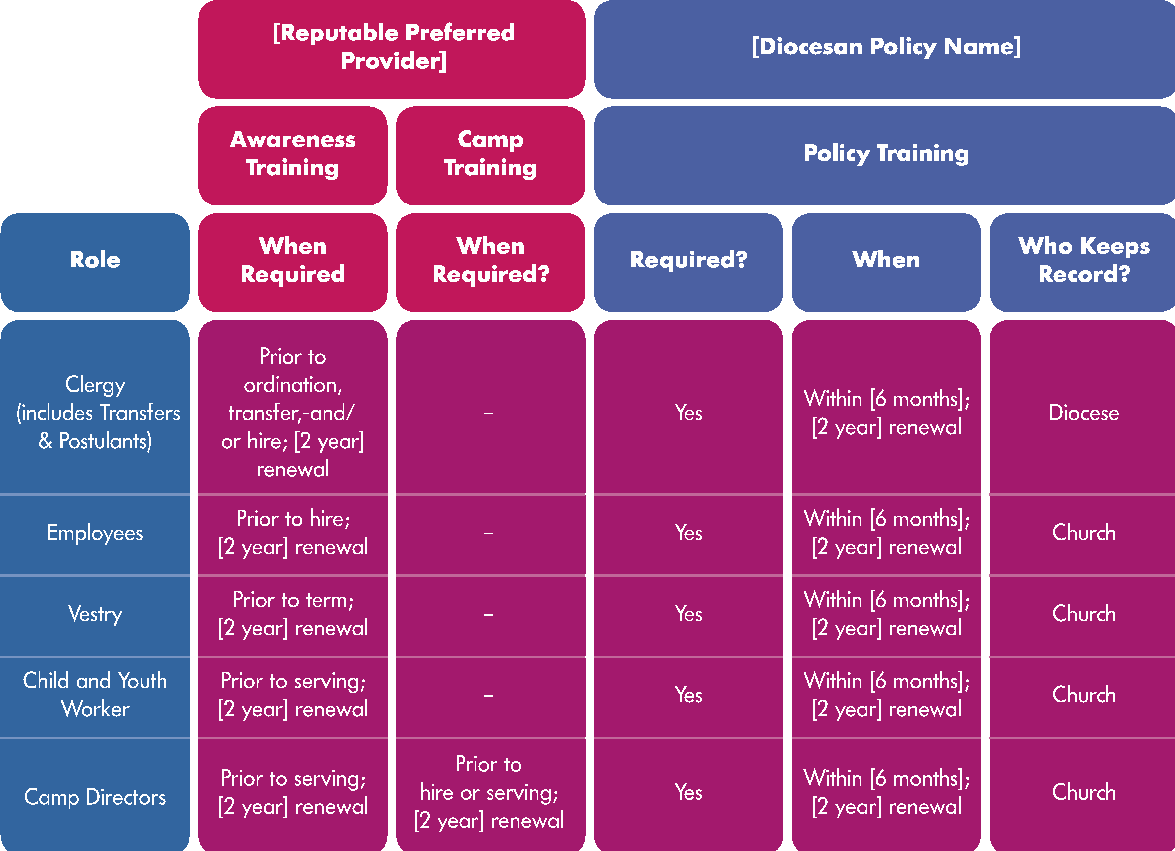 [Reputable Preferred
Provider]
[Diocesan Policy Name]
Awareness
Training
Camp
Training
Policy Training
Role
When
Required
When
Required?
Required?
When
Who Keeps
Record?
Clergy
(includes Transfers
& Postulants)
Prior to
ordination,
transfer,-and/
or hire; [2 year]
renewal
–
Yes
Within [6 months];
[2 year] renewal
Diocese
Employees
Prior to hire;
[2 year] renewal
–
Yes
Within [6 months];
[2 year] renewal
Church
Vestry
Prior to term;
[2 year] renewal
–
Yes
Within [6 months];
[2 year] renewal
Church
Child and Youth
Worker
Prior to serving;
[2 year] renewal
–
Yes
Within [6 months];
[2 year] renewal
Church
Camp Directors
Prior to serving;
[2 year] renewal
Prior to
hire or serving;
[2 year] renewal
Yes
Within [6 months];
[2 year] renewal
Church